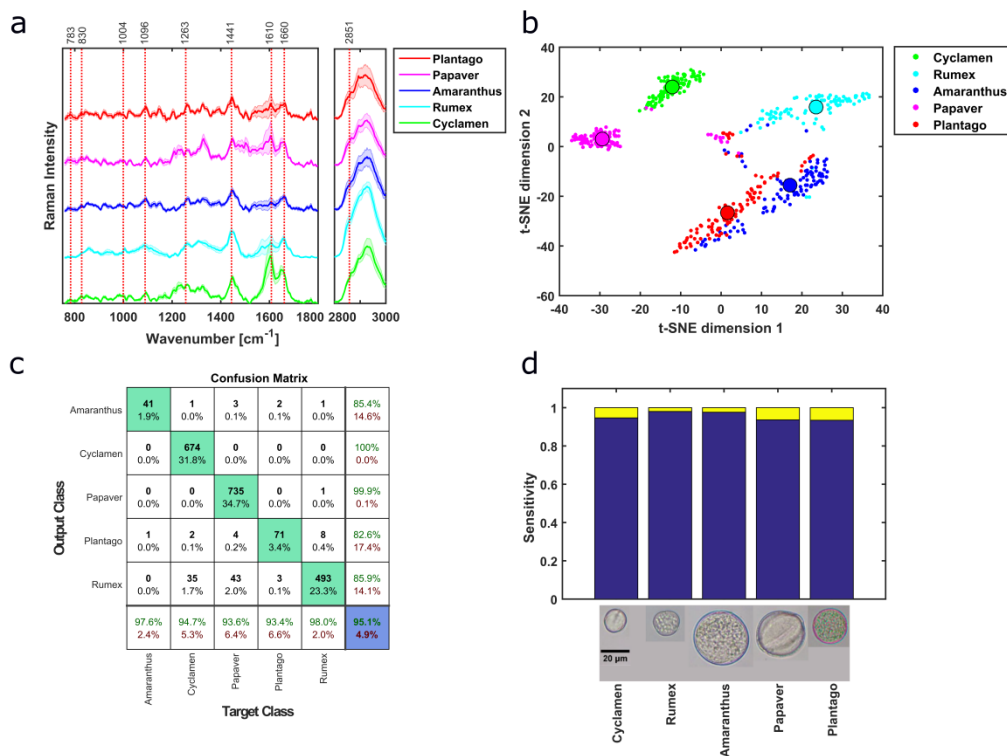 a
783
830
1004
1096
1263
1441
1610
1660
2851
Plantago
Papaver
Amaranthus
Rumex
Cyclamen
Raman Intensity
800 1000 1200 1400 1600 1800 2800 3000
Wavenumber [cm-1]
b
40
20
0
-20
-40
-60
-40 -30 -20 -10 0 10 20 30 40
t-SNE dimension 1
t-SNE dimension 2
Cyclamen
Rumex
Amaranthus
Papaver
Plantago
c
Confusion Matrix
Amaranthus 41 1 3 2 1 85.4%
1.9% 0.0% 0.1% 0.1% 0.0% 14.6%
Cyclamen 0 674 0 0 0 100%
0.0% 31.8% 0.0% 0.0% 0.0% 0.0%
Papaver 0 0 735 0 1 99.9%
0.0% 0.0% 34.7% 0.0% 0.0% 0.1%
Plantago 1 2 4 71 8 82.6%
0.0% 0.1% 0.2% 3.4% 0.4% 17.4%
Rumex 0 35 43 3 493 85.9%
0.0% 1.7% 2.0% 0.1% 23.3% 14.1%
97.6% 94.7% 93.6% 93.4% 98.0% 95.1%
2.4% 5.3% 6.4% 6.6% 2.0% 4.9%
Amaranthus
Cyclamen
Papaver
Plantago
Rumex
Output Class
Target Class
d
1
0.8
0.6
0.4
0.2
0
Sensitivity
20 µm
Cyclamen
Rumex
Amaranthus
Papaver
Plantago